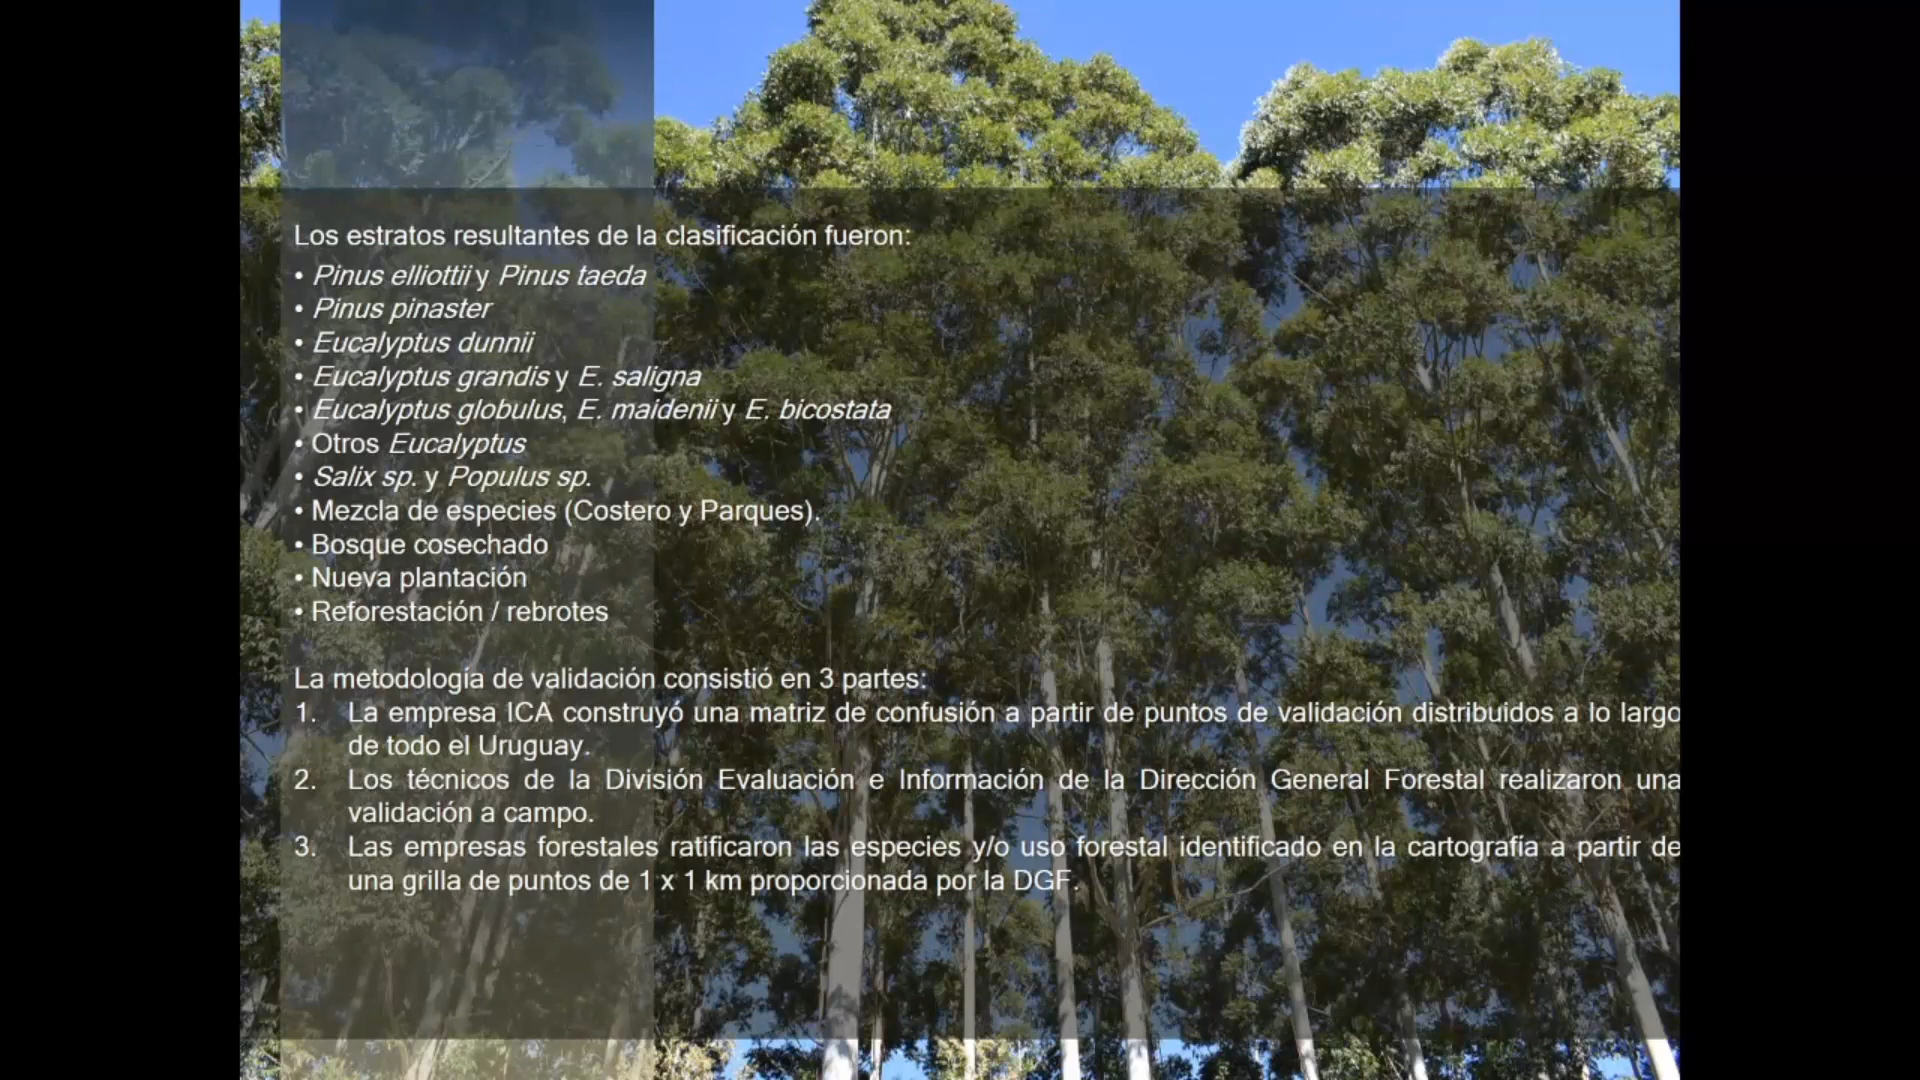 Los estratos resultantes de la clasificación fueron:
• Pinus elliottii y Pinus taeda
• Pinus pinaster
• Eucalyptus dunnii
• Eucalyptus grandis y E. saligna
• Eucalyptus globulus, E. maidenii y E. bicostata
• Otros Eucalyptus
• Salix sp. y Populus sp.
• Mezcla de especies (Costero y Parques).
• Bosque cosechado
• Nueva plantación
• Reforestación / rebrotes
La metodología de validación consistió en 3 partes:
1. La empresa ICA construyó una matriz de confusión a partir de puntos de validación distribuidos a lo largo
de todo el Uruguay.
2. Los técnicos de la División Evaluación e Información de la Dirección General Forestal realizaron una
validación a campo.
3. Las empresas forestales ratificaron las especies y/o uso forestal identificado en la cartografía a partir de
una grilla de puntos de 1 x 1 km proporcionada por la DGF.